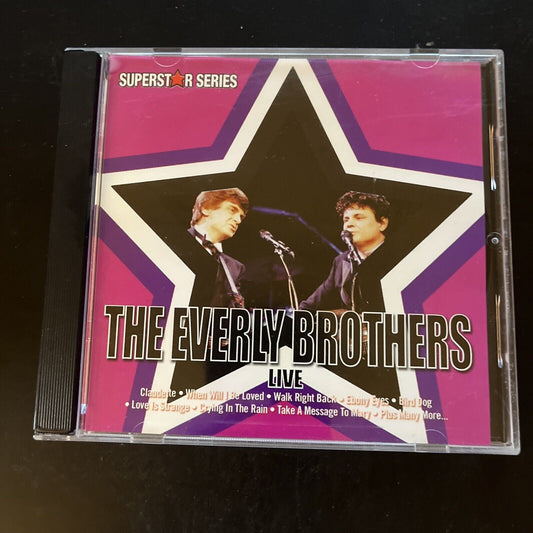 SUPERST★R SERIES
THE EVERLY BROTHERS
LIVE
Claudette • When Will I Be Loved • Walk Right Back • Ebony Eyes • Bird Dog
• Love Is Strange • Crying In The Rain • Take A Message To Mary • Plus Many More...